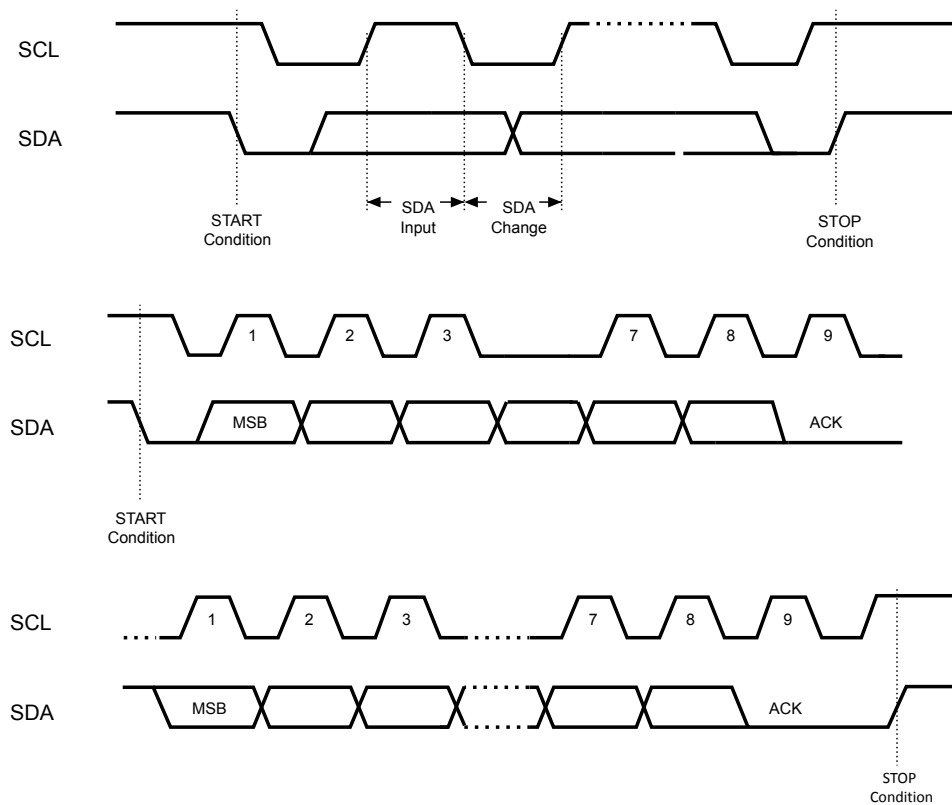 SCL
SDA
START
Condition
SDA
Input
SDA
Change
STOP
Condition
SCL
1 2 3 7 8 9
SDA
MSB ACK
START
Condition
SCL
1 2 3 7 8 9
SDA
MSB ACK
STOP
Condition